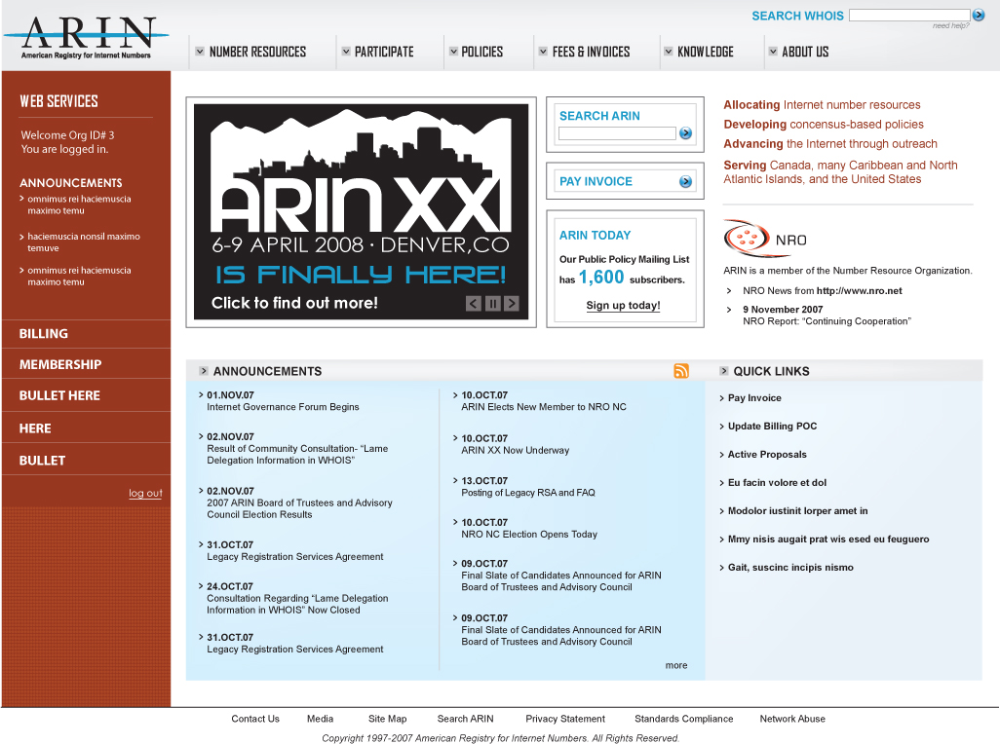 SEARCH WHOIS
need help?
ARIN
American Registry for Internet Numbers
NUMBER RESOURCES
PARTICIPATE
POLICIES
FEES & INVOICES
KNOWLEDGE
ABOUT US
WEB SERVICES
Welcome Org ID# 3
You are logged in.
ANNOUNCEMENTS
omnimus rei haciemuscia
maximo temu
haciemuscia nonsil maximo
temuve
omnimus rei haciemuscia
maximo temu
BILLING
MEMBERSHIP
BULLET HERE
HERE
BULLET
log out
ARIN XXI
6-9 APRIL 2008 · DENVER,CO
IS FINALLY HERE!
Click to find out more!
SEARCH ARIN
PAY INVOICE
ARIN TODAY
Our Public Policy Mailing List
has 1,600 subscribers.
Sign up today!
Allocating Internet number resources
Developing concensus-based policies
Advancing the Internet through outreach
Serving Canada, many Caribbean and North
Atlantic Islands, and the United States
NRO
ARIN is a member of the Number Resource Organization.
NRO News from http://www.nro.net
9 November 2007
NRO Report: “Continuing Cooperation”
ANNOUNCEMENTS
01.NOV.07
Internet Governance Forum Begins
02.NOV.07
Result of Community Consultation- “Lame
Delegation Information in WHOIS”
02.NOV.07
2007 ARIN Board of Trustees and Advisory
Council Election Results
31.OCT.07
Legacy Registration Services Agreement
24.OCT.07
Consultation Regarding “Lame Delegation
Information in WHOIS” Now Closed
31.OCT.07
Legacy Registration Services Agreement
10.OCT.07
ARIN Elects New Member to NRO NC
10.OCT.07
ARIN XX Now Underway
13.OCT.07
Posting of Legacy RSA and FAQ
10.OCT.07
NRO NC Election Opens Today
09.OCT.07
Final Slate of Candidates Announced for ARIN
Board of Trustees and Advisory Council
09.OCT.07
Final Slate of Candidates Announced for ARIN
Board of Trustees and Advisory Council
more
QUICK LINKS
Pay Invoice
Update Billing POC
Active Proposals
Eu facin volore et dol
Modolor iustinit lorper amet in
Mmy nisis augait prat wis esed eu feuguero
Gait, suscinc incipis nismo
Contact Us
Media
Site Map
Search ARIN
Privacy Statement
Standards Compliance
Network Abuse
Copyright 1997-2007 American Registry for Internet Numbers. All Rights Reserved.